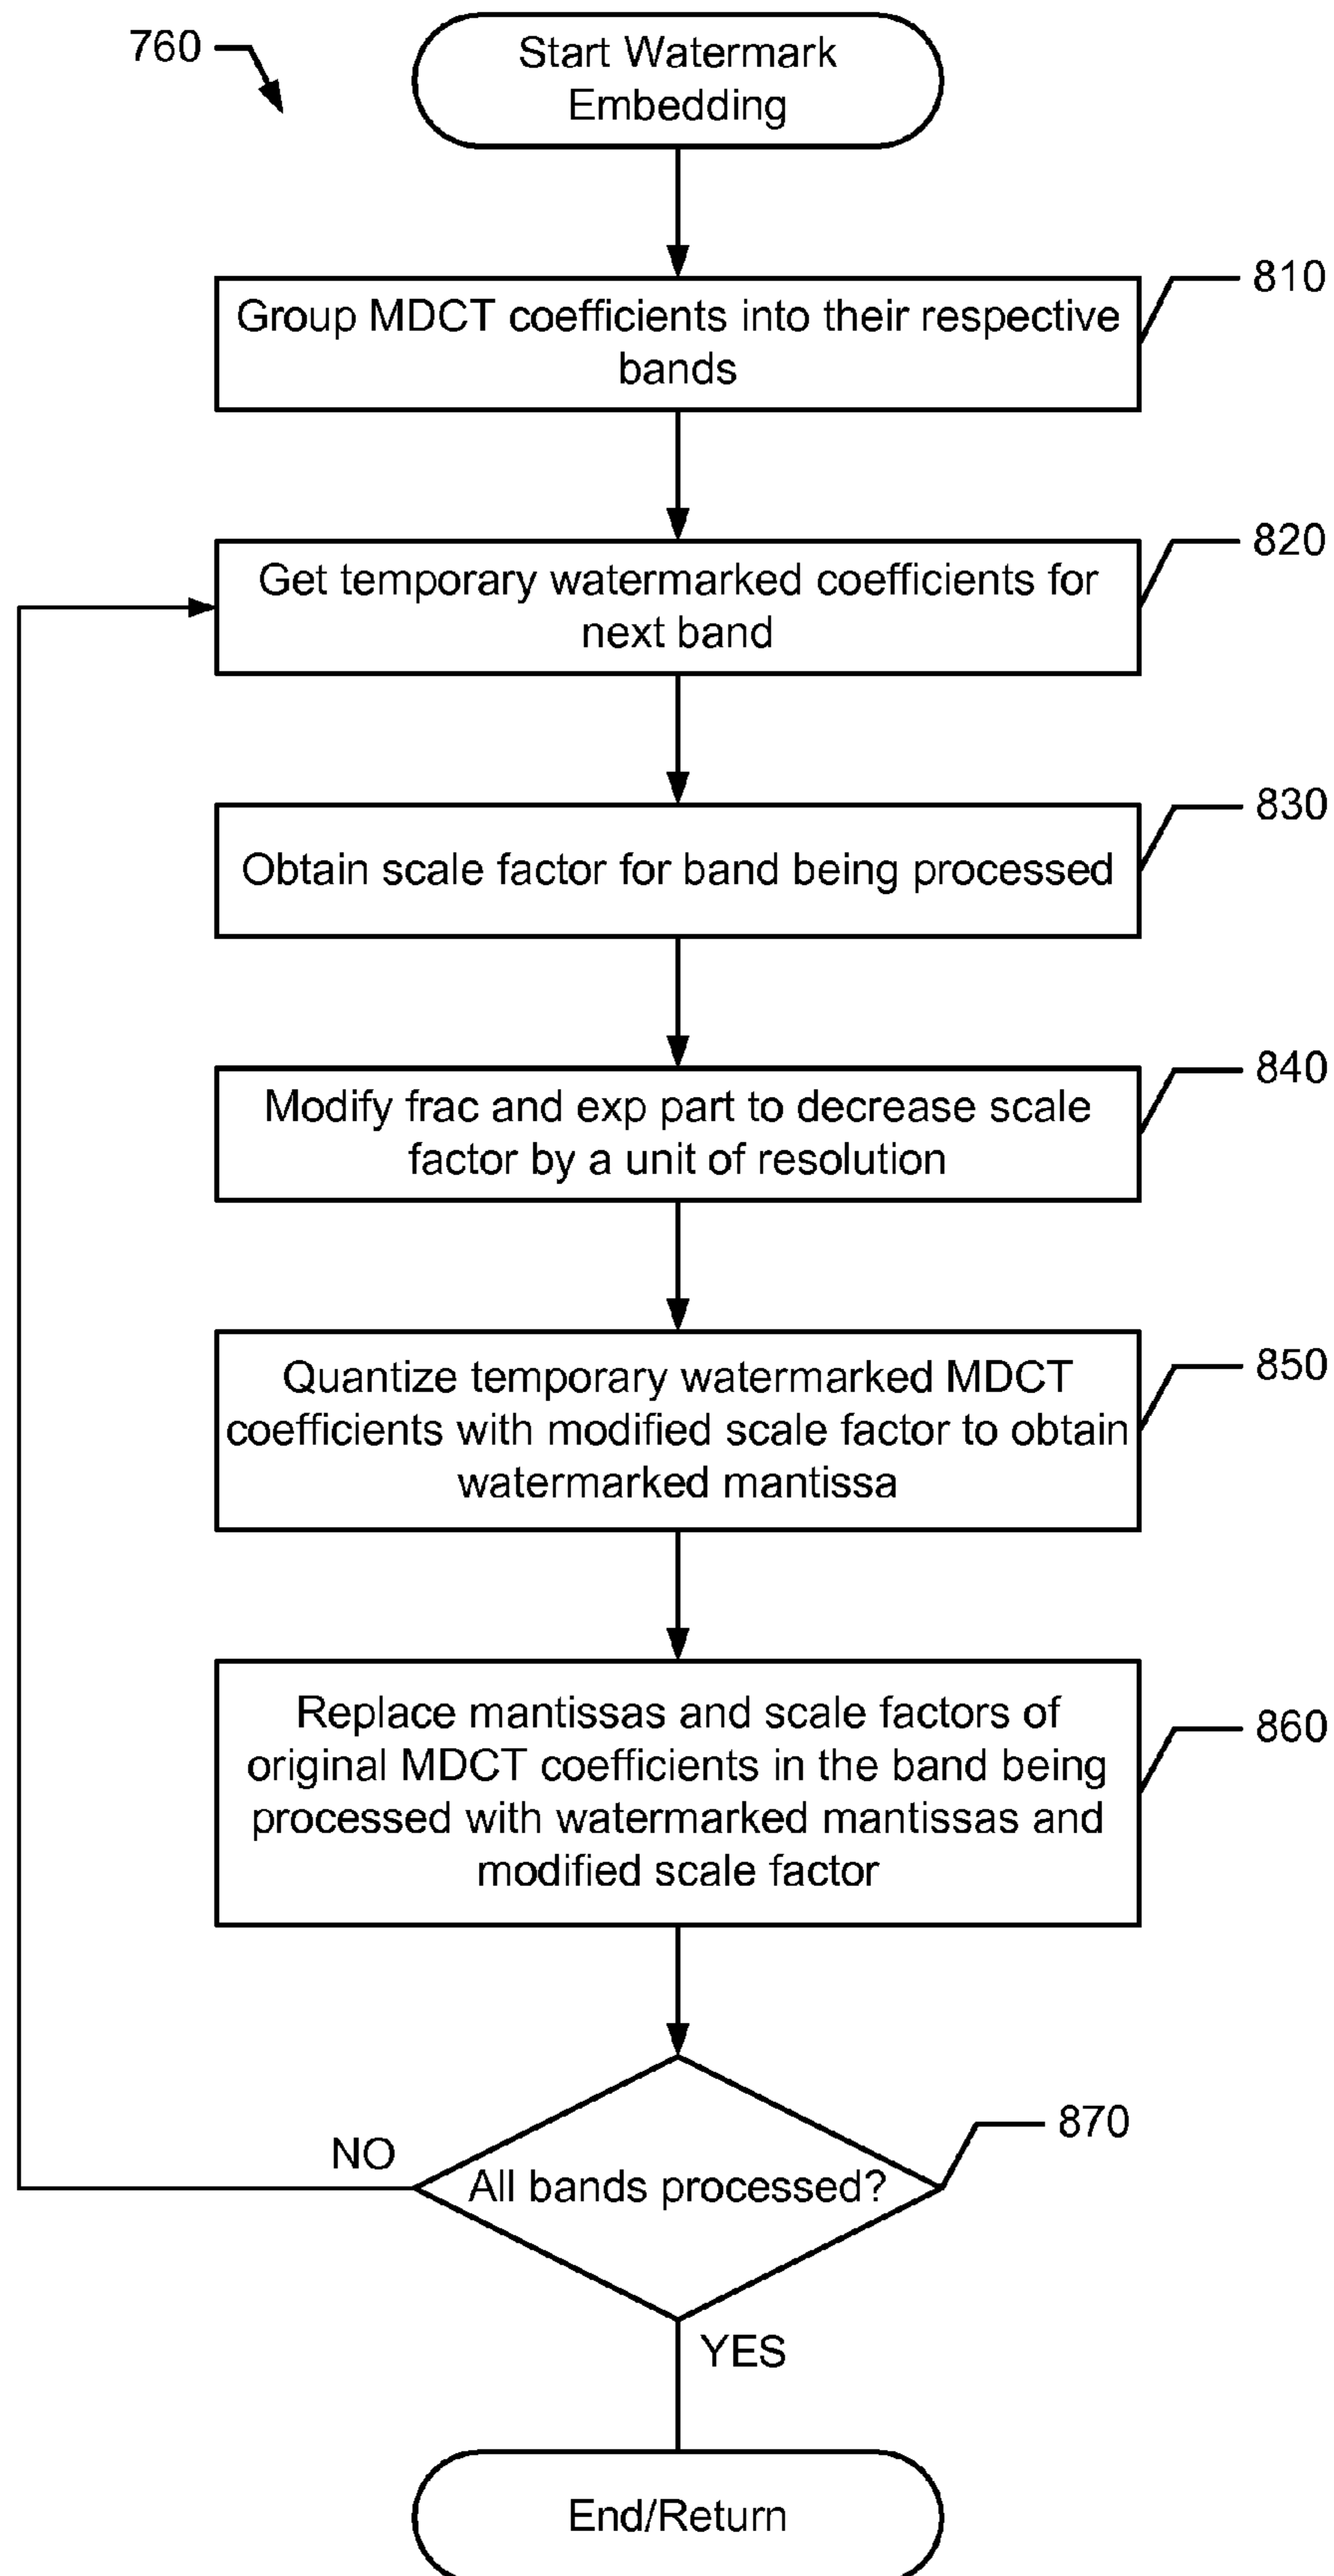 760
Start Watermark
Embedding
810
Group MDCT coefficients into their respective
bands
820
Get temporary watermarked coefficients for
next band
830
Obtain scale factor for band being processed
840
Modify frac and exp part to decrease scale
factor by a unit of resolution
850
Quantize temporary watermarked MDCT
coefficients with modified scale factor to obtain
watermarked mantissa
860
Replace mantissas and scale factors of
original MDCT coefficients in the band being
processed with watermarked mantissas and
modified scale factor
870
NO
All bands processed?
YES
End/Return